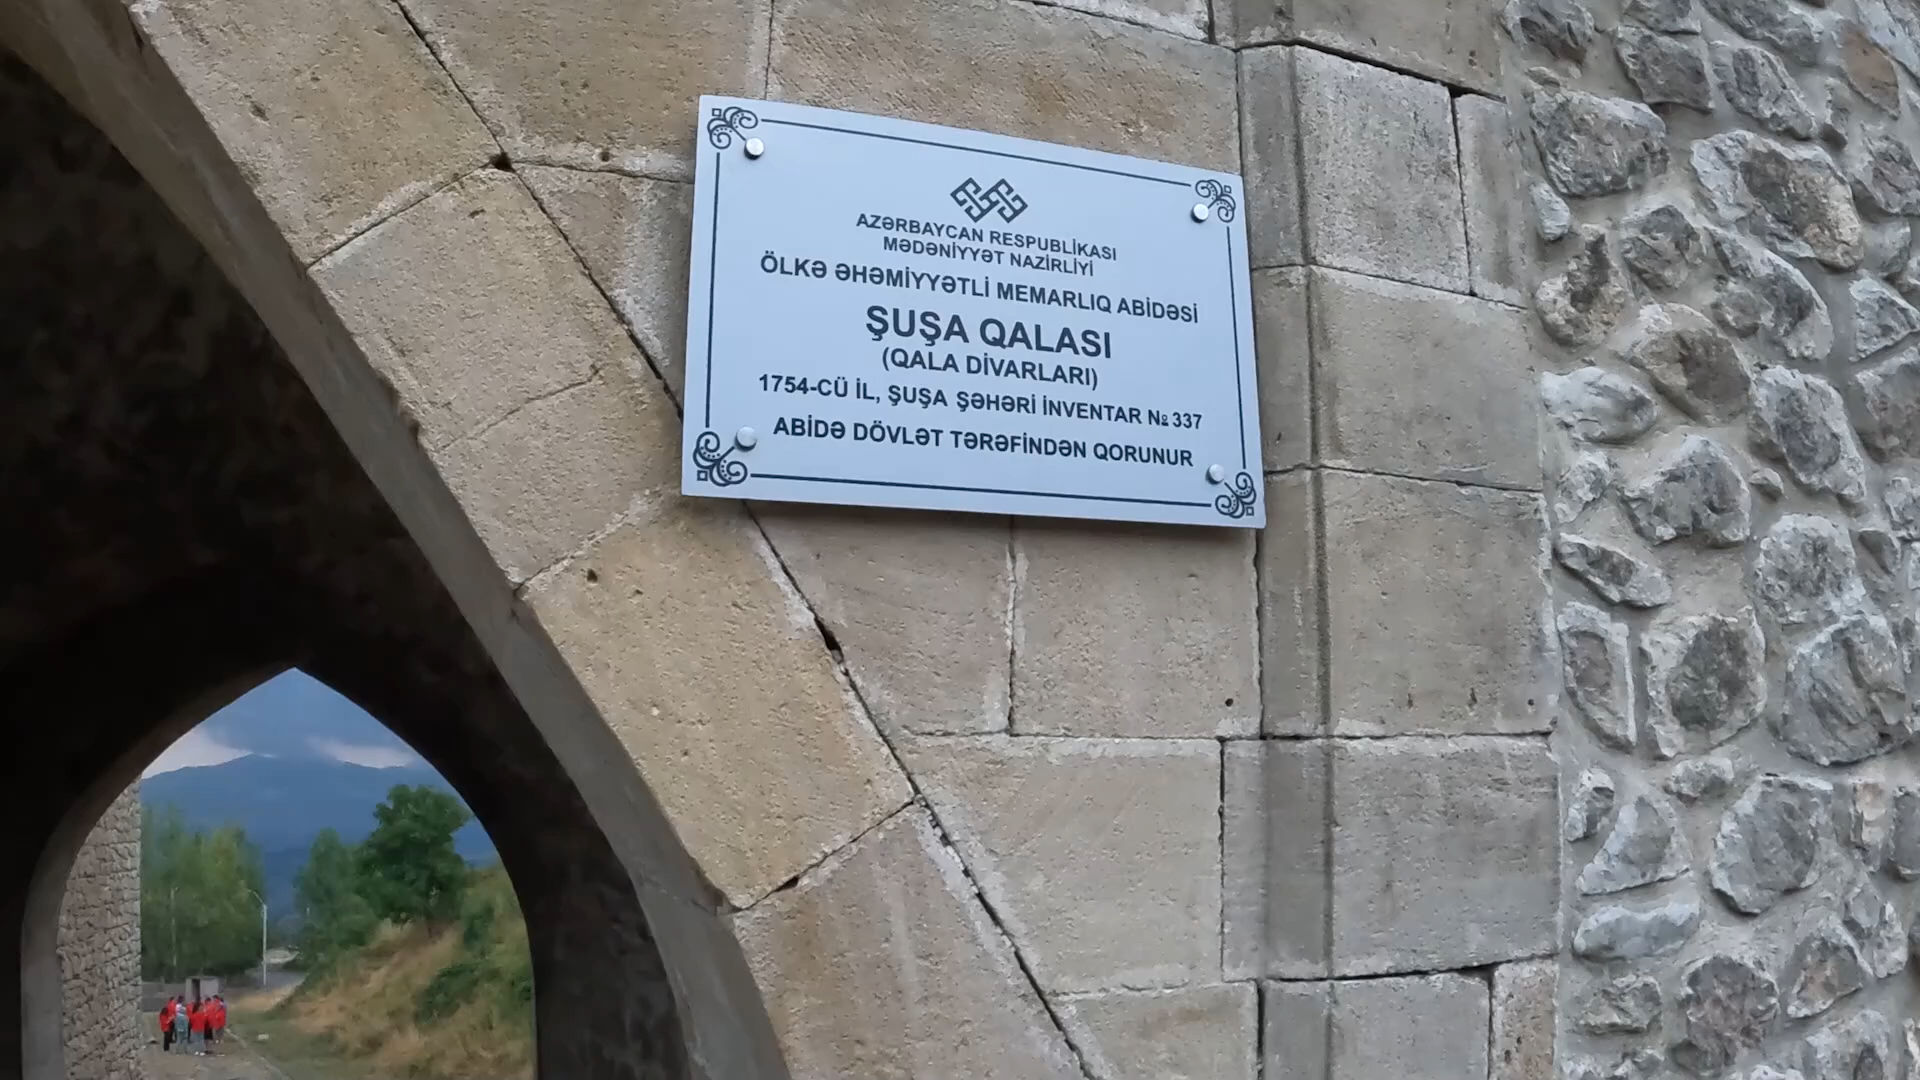 AZƏRBAYCAN RESPUBLİKASI
MƏDƏNİYYƏT NAZİRLİYİ
ÖLKƏ ƏHƏMİYYƏTLİ MEMARLIQ ABİDƏSİ
ŞUŞA QALASI
(QALA DİVARLARI)
1754-CÜ İL, ŞUŞA ŞƏHƏRİ İNVENTAR № 337
ABİDƏ DÖVLƏT TƏRƏFİNDƏN QORUNUR